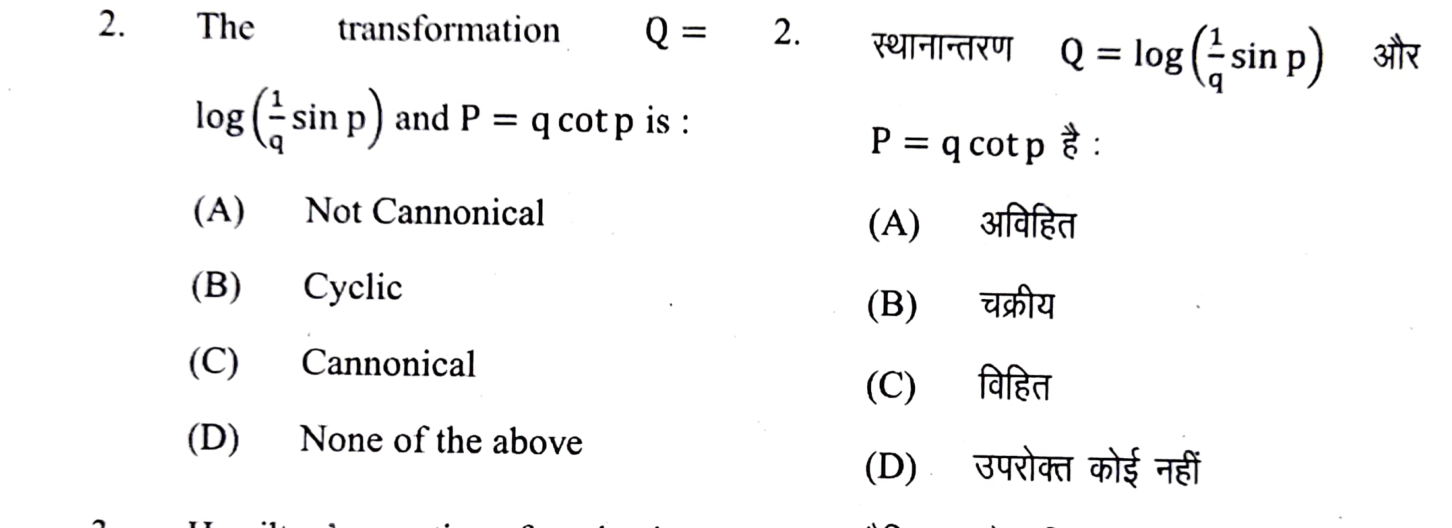 2. The transformation Q =
log(1/q sin p) and P = q cot p is :
(A) Not Cannonical
(B) Cyclic
(C) Cannonical
(D) None of the above
2. स्थानान्तरण Q = log(1/q sin p) और
P = q cot p है :
(A) अविहित
(B) चक्रीय
(C) विहित
(D) उपरोक्त कोई नहीं